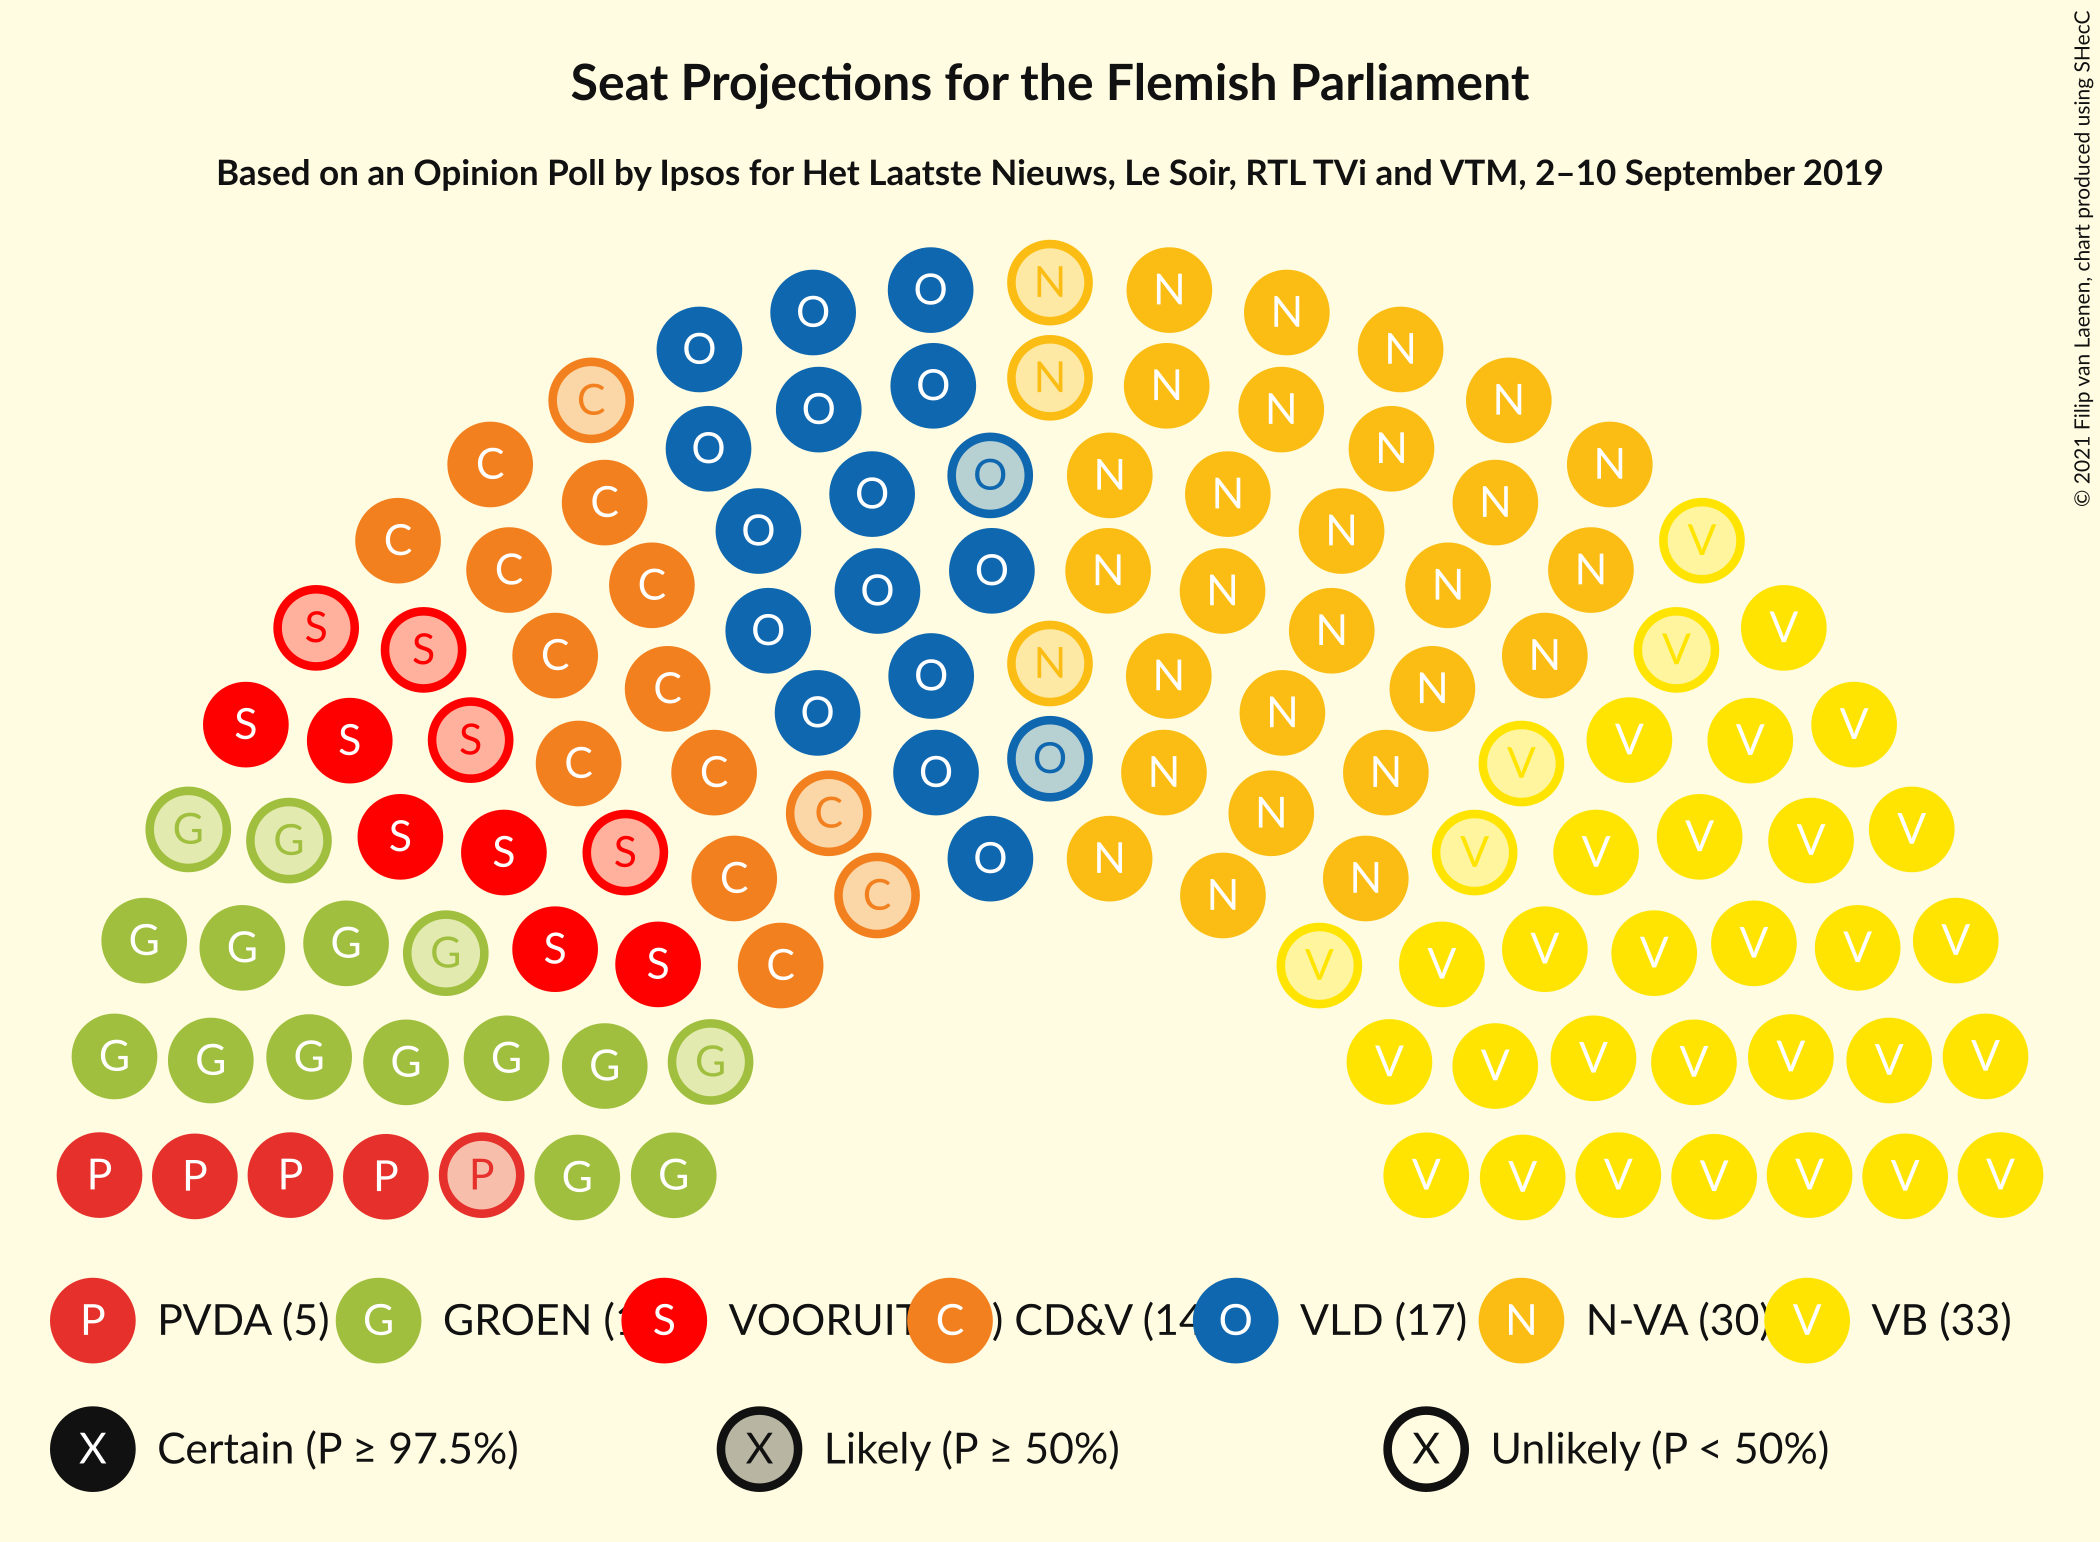 Seat Projections for the Flemish Parliament
Based on an Opinion Poll by Ipsos for Het Laatste Nieuws, Le Soir, RTL TVi and VTM, 2–10 September 2019
© 2021 Filip van Laenen, chart produced using SHecC
N
O N
O N
O N
C N
O N
O N
O N
C N
C N
O O N N
O N
C N
C V
O N
C N
C N
O O N N
S V
O N
S C N V
C N
O N N
C N
S S V V
S C O N V V
C O O N N V
C N
G G S S S V V V V
O N
C N
C N
G G G G S S C V V V V V V V
G G G G G G G V V V V V V V
P P P P P G G V V V V V V V
P PVDA (5) G GROEN ( S VOORUIT C ) CD&V (14 O VLD (17) N N-VA (30) V VB (33)
X Certain (P ≥ 97.5%) X Likely (P ≥ 50%) X Unlikely (P < 50%)